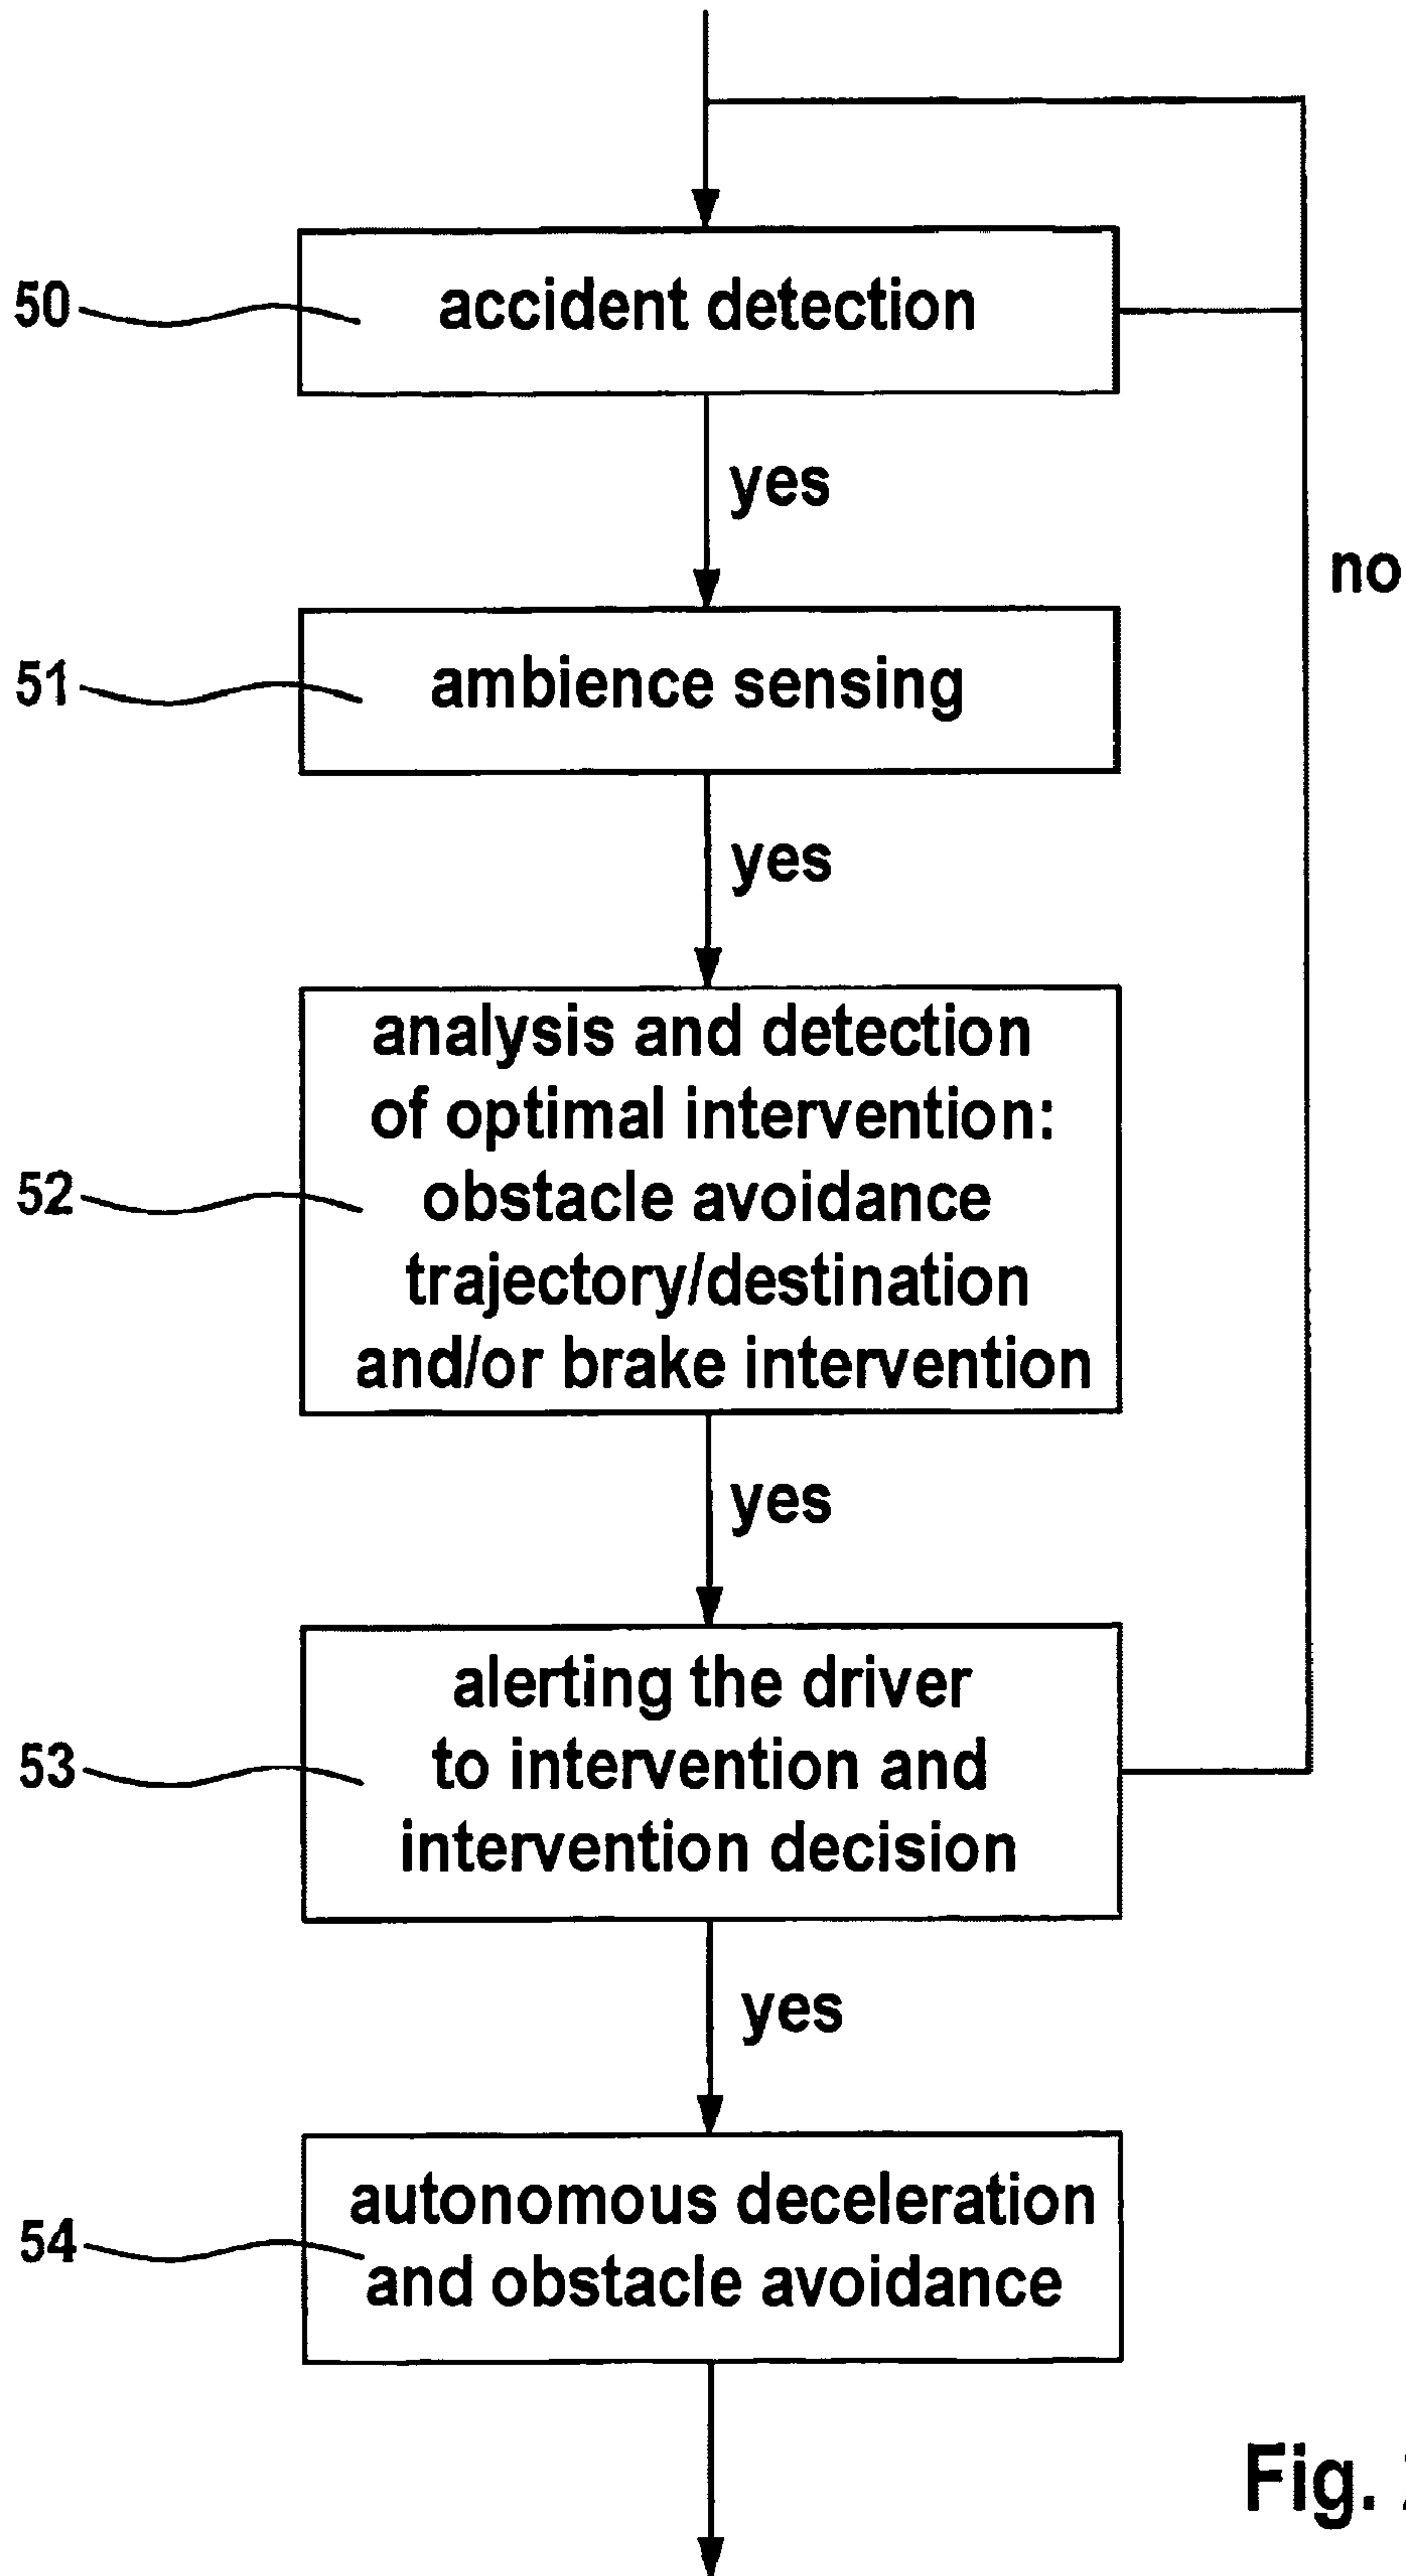 50
accident detection
yes
no
51
ambience sensing
yes
analysis and detection
of optimal intervention:
52
obstacle avoidance
trajectory/destination
and/or brake intervention
yes
alerting the driver
53
to intervention and
intervention decision
yes
autonomous deceleration
54
and obstacle avoidance
Fig.